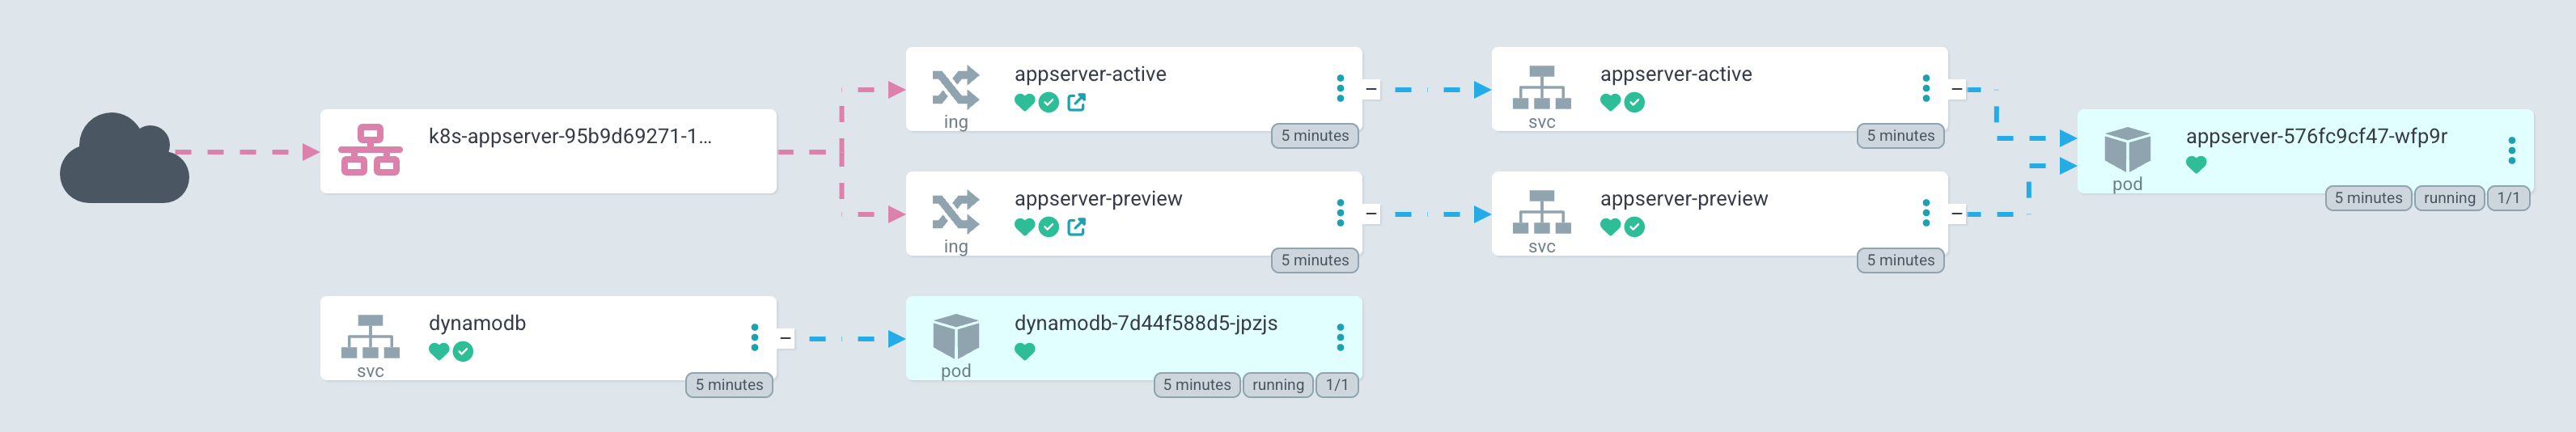 k8s-appserver-95b9d69271-1...
appserver-active
ing
5 minutes
appserver-active
svc
5 minutes
appserver-preview
ing
5 minutes
appserver-preview
svc
5 minutes
appserver-576fc9cf47-wfp9r
pod
5 minutes running 1/1
dynamodb
svc
5 minutes
dynamodb-7d44f588d5-jpzjs
pod
5 minutes running 1/1